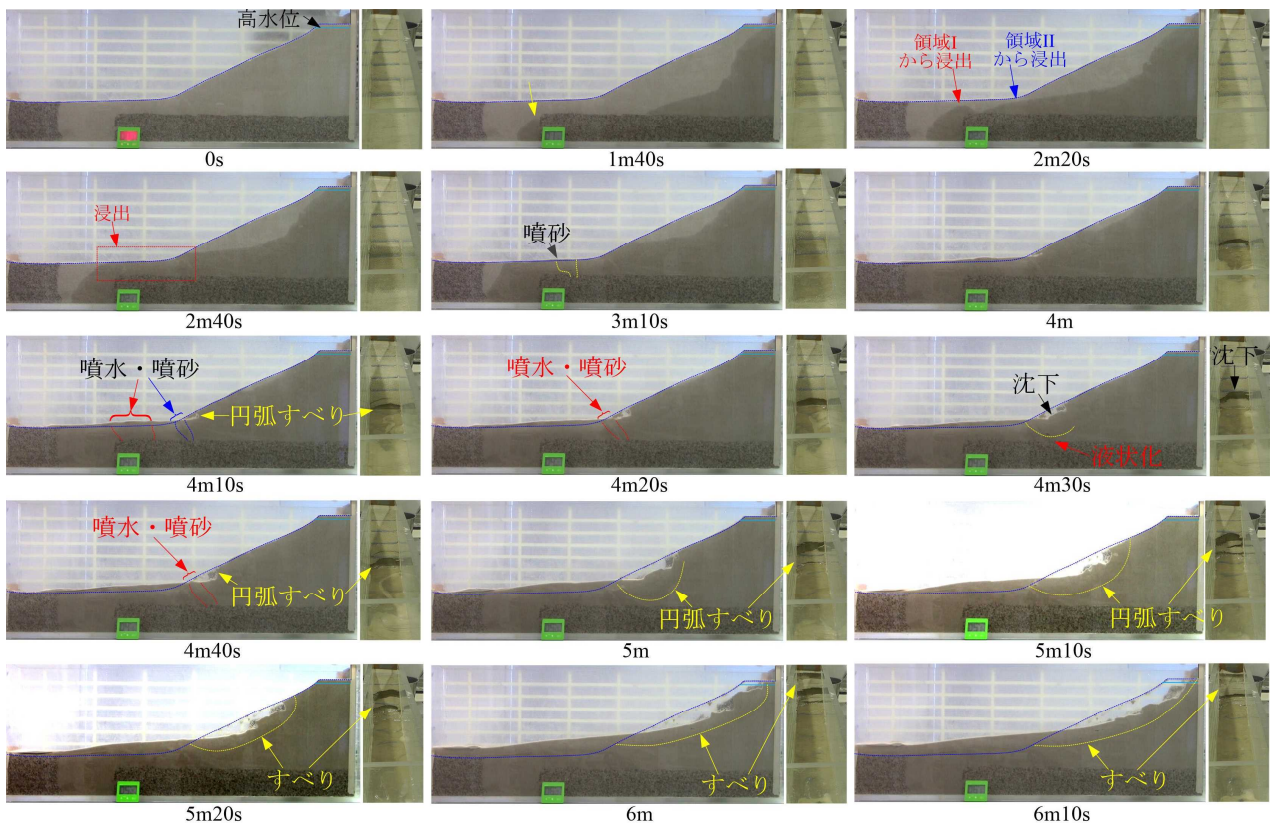 高水位
0s
1m40s
領域I
から浸出
領域II
から浸出
2m20s
浸出
2m40s
噴砂
3m10s
4m
噴水・噴砂
円弧すべり
4m10s
噴水・噴砂
4m20s
沈下
沈下
液状化
4m30s
噴水・噴砂
円弧すべり
4m40s
円弧すべり
5m
円弧すべり
5m10s
すべり
5m20s
すべり
6m
すべり
6m10s